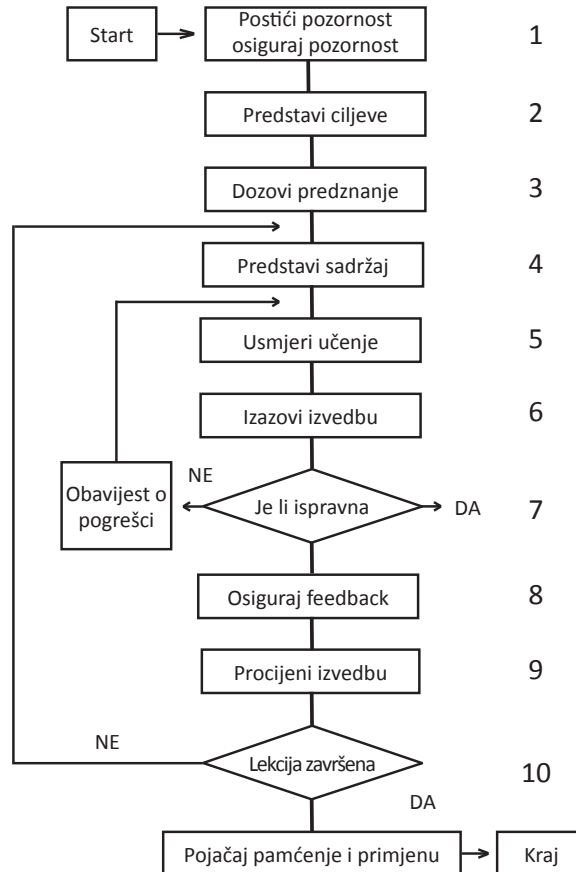 Start
Postići pozornost
osiguraj pozornost
1
Predstavi ciljeve
2
Dozovi predznanje
3
Predstavi sadržaj
4
Usmjeri učenje
5
Izazovi izvedbu
6
NE
Obavijest o
pogrešci
Je li ispravna
DA
7
Osiguraj feedback
8
Procijeni izvedbu
9
NE
Lekcija završena
10
DA
Pojačaj pamćenje i primjenu
Kraj